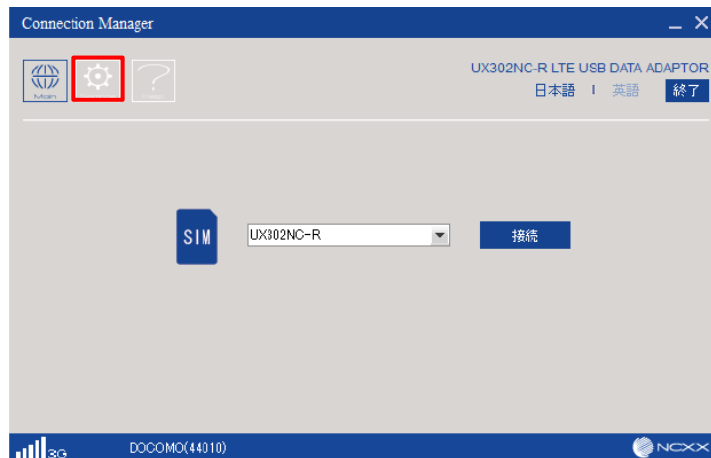 Connection Manager
UX302NC-R LTE USB DATA ADAPTOR
Main
日本語 | 英語 終了
SIM UX302NC-R 接続
3G DOCOMO(44010) NCXX